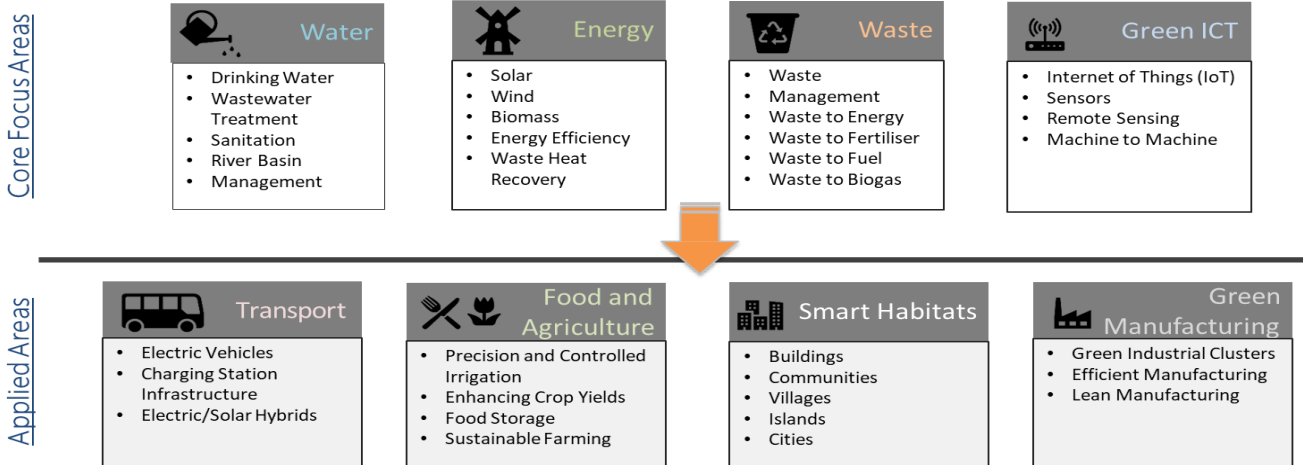 Core Focus Areas
Water
• Drinking Water
• Wastewater
Treatment
• Sanitation
• River Basin
• Management
Energy
• Solar
• Wind
• Biomass
• Energy Efficiency
• Waste Heat
Recovery
Waste
• Waste
• Management
• Waste to Energy
• Waste to Fertiliser
• Waste to Fuel
• Waste to Biogas
Green ICT
• Internet of Things (IoT)
• Sensors
• Remote Sensing
• Machine to Machine
Applied Areas
Transport
• Electric Vehicles
• Charging Station
Infrastructure
• Electric/Solar Hybrids
Food and
Agriculture
• Precision and Controlled
Irrigation
• Enhancing Crop Yields
• Food Storage
• Sustainable Farming
Smart Habitats
• Buildings
• Communities
• Villages
• Islands
• Cities
Green
Manufacturing
• Green Industrial Clusters
• Efficient Manufacturing
• Lean Manufacturing